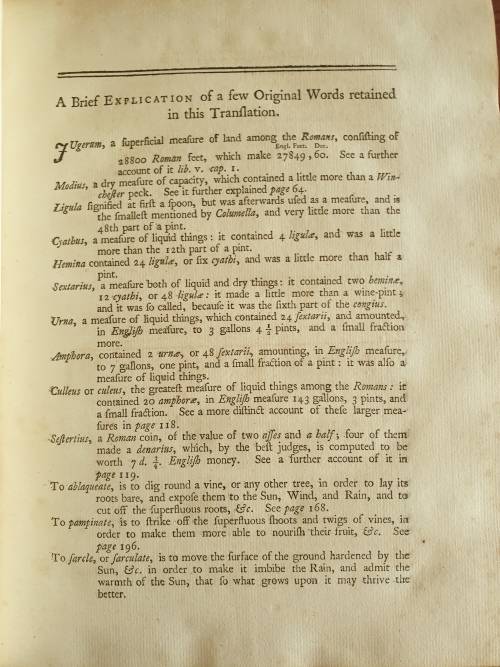 A Brief EXPLICATION of a few Original Words retained
in this Tranſlation.
JUgerum, a ſuperficial meaſure of land among the Romans, conſiſting of
Engl. Feet. Dec.
28800 Roman feet, which make 27849,60. See a further
account of it lib. v. cap. 1.
Modius, a dry meaſure of capacity, which contained a little more than a Win-
cheſter peck. See it further explained page 64.
Ligula ſignified at firſt a ſpoon, but was afterwards uſed as a meaſure, and is
the ſmalleſt mentioned by Columella, and very little more than the
48th part of a pint.
Cyathus, a meaſure of liquid things: it contained 4 ligulæ, and was a little
more than the 12th part of a pint.
Hemina contained 24 ligulæ, or ſix cyathi, and was a little more than half a
pint.
Sextarius, a meaſure both of liquid and dry things: it contained two heminæ,
12 cyathi, or 48 ligulæ: it made a little more than a wine-pint;
and it was ſo called, becauſe it was the ſixth part of the congius.
Urna, a meaſure of liquid things, which contained 24 ſextarii, and amounted,
in Engliſh meaſure, to 3 gallons 4 ½ pints, and a ſmall fraction
more.
Amphora, contained 2 urnæ, or 48 ſextarii, amounting, in Engliſh meaſure,
to 7 gallons, one pint, and a ſmall fraction of a pint: it was alſo a
meaſure of liquid things.
Culleus or culeus, the greateſt meaſure of liquid things among the Romans: it
contained 20 amphoræ, in Engliſh meaſure 143 gallons, 3 pints, and
a ſmall fraction. See a more diſtinct account of theſe larger mea-
ſures in page 118.
Seſtertius, a Roman coin, of the value of two aſſes and a half; four of them
made a denarius, which, by the beſt judges, is computed to be
worth 7 d. ¾. Engliſh money. See a further account of it in
page 119.
To ablaqueate, is to dig round a vine, or any other tree, in order to lay its
roots bare, and expoſe them to the Sun, Wind, and Rain, and to
cut off the ſuperfluous roots, &c. See page 168.
To pampinate, is to ſtrike off the ſuperfluous ſhoots and twigs of vines, in
order to make them more able to nouriſh their fruit, &c. See
page 196.
To ſarcle, or ſarculate, is to move the ſurface of the ground hardened by the
Sun, &c. in order to make it imbibe the Rain, and admit the
warmth of the Sun, that ſo what grows upon it may thrive the
better.